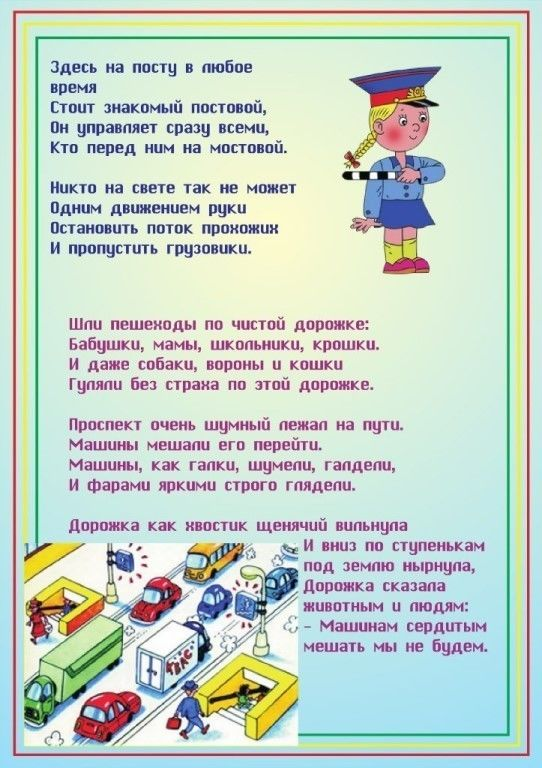 Здесь на посту в любое
время
Стоит знакомый постовой,
Он управляет сразу всеми,
Кто перед ним на мостовой.
Никто на свете так не может
Одним движением руки
Остановить поток прохожих
И пропустить грузовики.
Шли пешеходы по чистой дорожке:
Бабушки, мамы, школьники, крошки.
И даже собаки, вороны и кошки
Гуляли без страха по этой дорожке.
Проспект очень шумный лежал на пути.
Машины мешали его перейти.
Машины, как галки, шумели, галдели,
И фарами яркими строго глядели.
Дорожка как хвостик щенячий вильнула
И вниз по ступенькам
под землю нырнула,
Дорожка сказала
животным и людям:
- Машинам сердитым
мешать мы не будем.